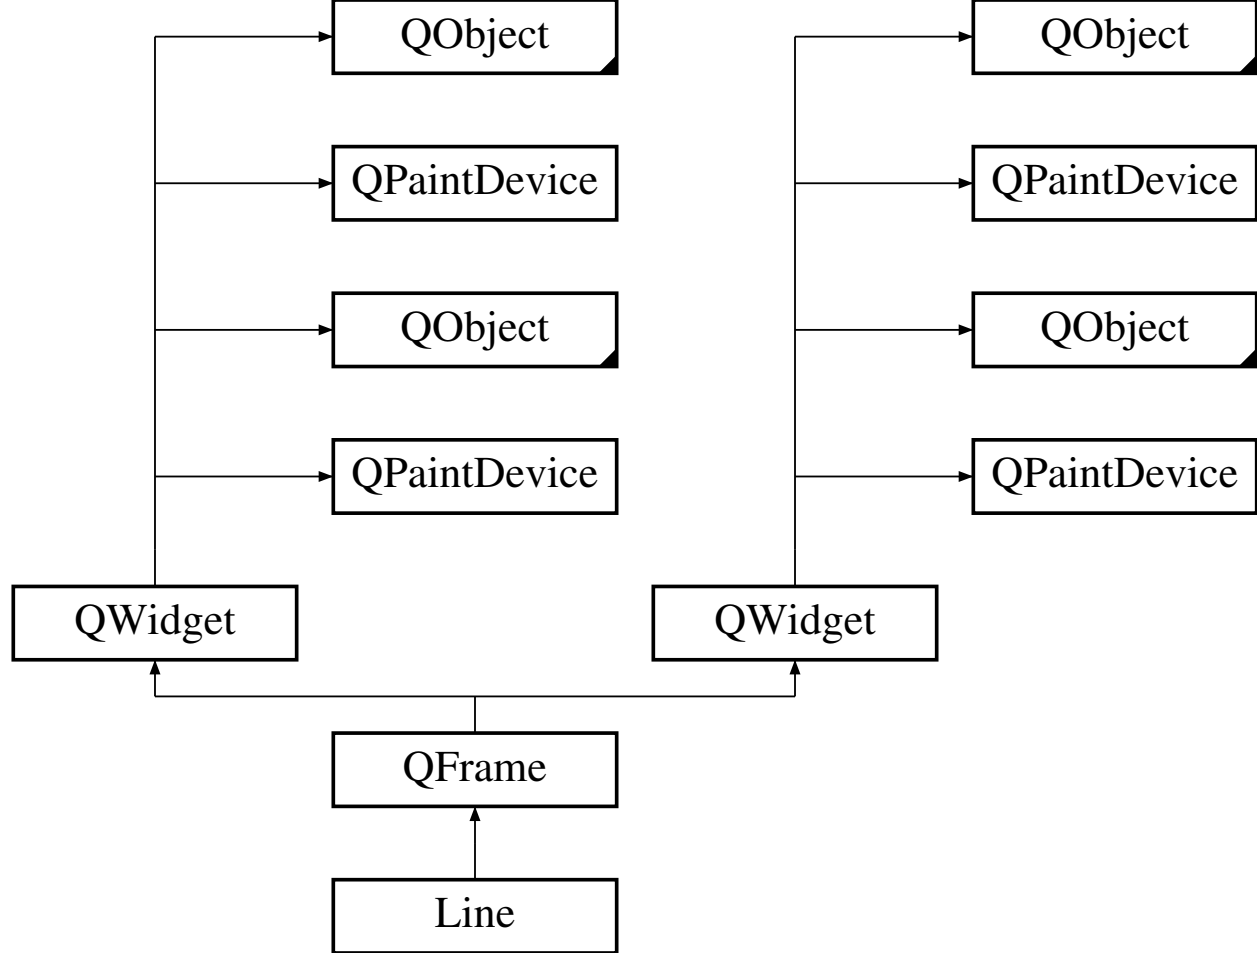 QObject
QObject
QPaintDevice
QPaintDevice
QObject
QObject
QPaintDevice
QPaintDevice
QWidget
QWidget
QFrame
Line